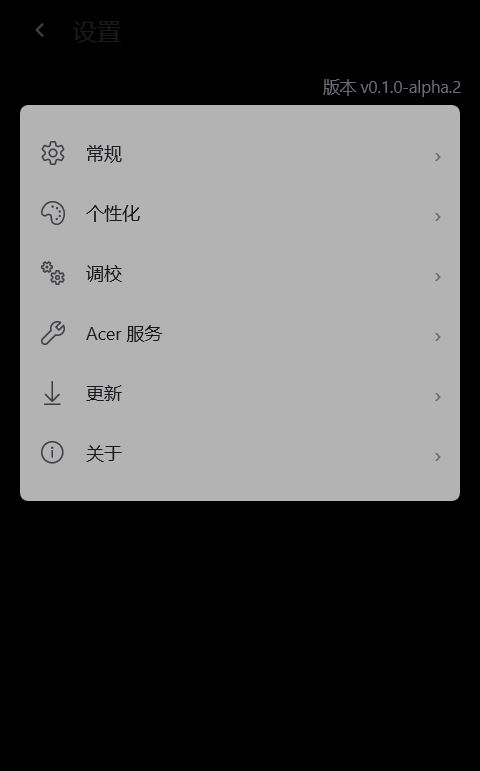 设置
版本 v0.1.0-alpha.2
常规
个性化
调校
Acer 服务
更新
关于